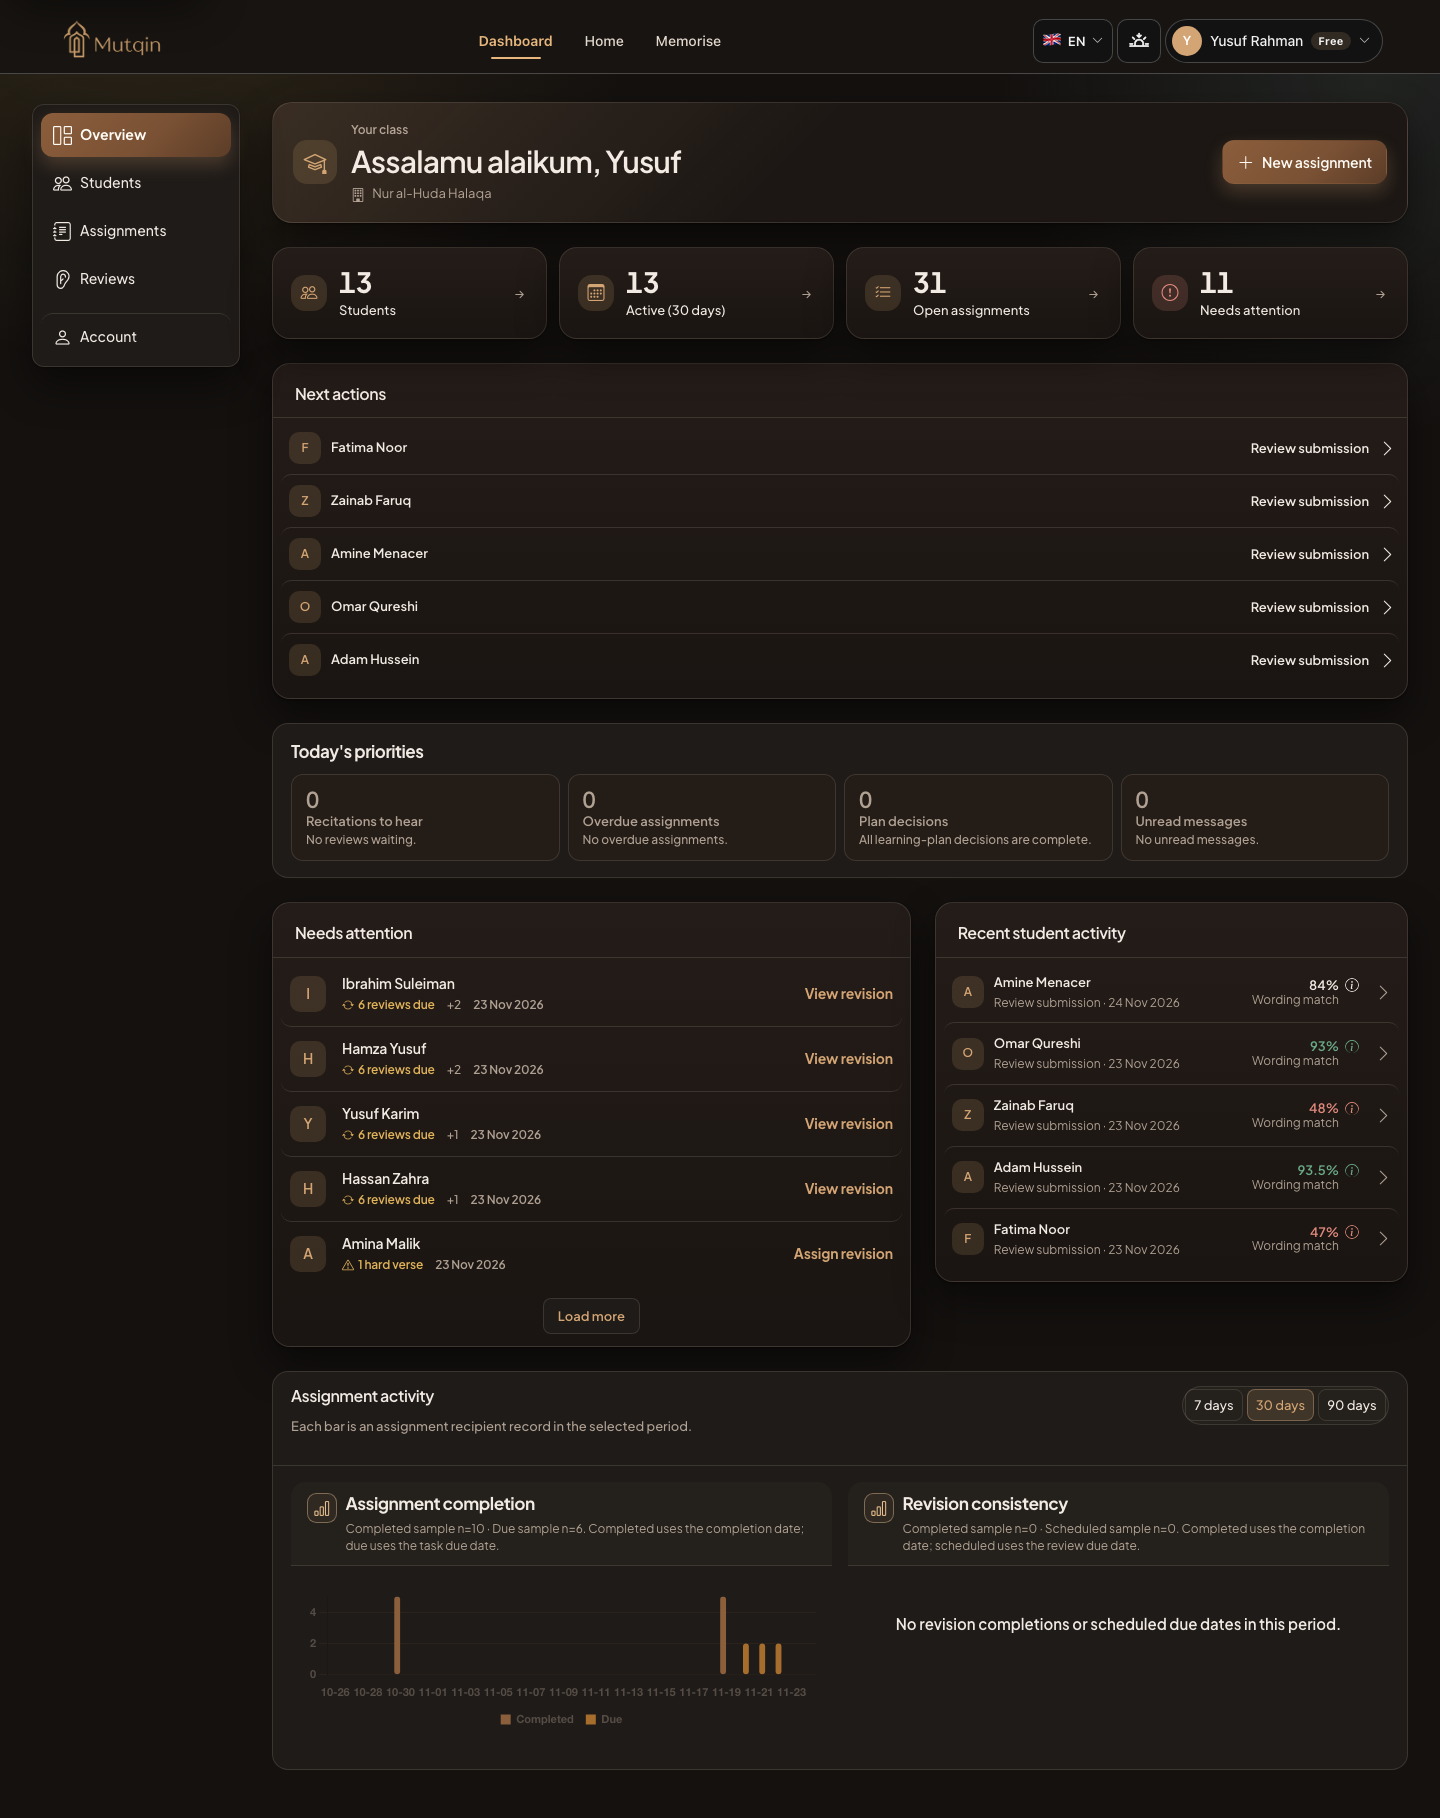 Mutqin
Dashboard
Home
Memorise
EN
Y
Yusuf Rahman
Free
Overview
Students
Assignments
Reviews
Account
Your class
Assalamu alaikum, Yusuf
Nur al-Huda Halaqa
New assignment
13
Students
→
13
Active (30 days)
→
31
Open assignments
→
11
Needs attention
→
Next actions
F
Fatima Noor
Review submission
Z
Zainab Faruq
Review submission
A
Amine Menacer
Review submission
O
Omar Qureshi
Review submission
A
Adam Hussein
Review submission
Today's priorities
0
Recitations to hear
No reviews waiting.
0
Overdue assignments
No overdue assignments.
0
Plan decisions
All learning-plan decisions are complete.
0
Unread messages
No unread messages.
Needs attention
I
Ibrahim Suleiman
6 reviews due +2 23 Nov 2026
View revision
H
Hamza Yusuf
6 reviews due +2 23 Nov 2026
View revision
Y
Yusuf Karim
6 reviews due +1 23 Nov 2026
View revision
H
Hassan Zahra
6 reviews due +1 23 Nov 2026
View revision
A
Amina Malik
1 hard verse 23 Nov 2026
Assign revision
Load more
Recent student activity
A
Amine Menacer
Review submission · 24 Nov 2026
84%
Wording match
O
Omar Qureshi
Review submission · 23 Nov 2026
93%
Wording match
Z
Zainab Faruq
Review submission · 23 Nov 2026
48%
Wording match
A
Adam Hussein
Review submission · 23 Nov 2026
93.5%
Wording match
F
Fatima Noor
Review submission · 23 Nov 2026
47%
Wording match
Assignment activity
Each bar is an assignment recipient record in the selected period.
7 days
30 days
90 days
Assignment completion
Completed sample n=10 · Due sample n=6. Completed uses the completion date;
due uses the task due date.
4
2
0
10-26 10-28 10-30 11-01 11-03 11-05 11-07 11-09 11-11 11-13 11-15 11-17 11-19 11-21 11-23
Completed Due
Revision consistency
Completed sample n=0 · Scheduled sample n=0. Completed uses the completion
date; scheduled uses the review due date.
No revision completions or scheduled due dates in this period.